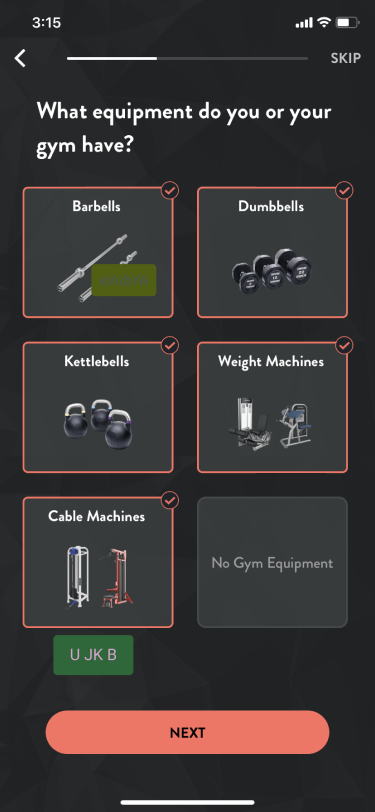 3:15
SKIP
What equipment do you or your
gym have?
Barbells
Dumbbells
Kettlebells
Weight Machines
Cable Machines
No Gym Equipment
U JK B
NEXT